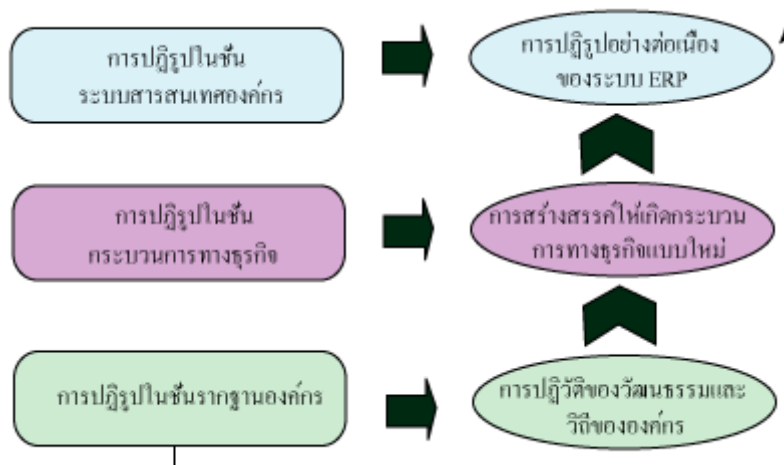 การปฏิรูปในชั้น
ระบบสารสนเทศองค์กร
การปฏิรูปอย่างต่อเนื่อง
ของระบบ ERP
การปฏิรูปในชั้น
กระบวนการทางธุรกิจ
การสร้างสรรค์ให้เกิดกระบวน
การทางธุรกิจแบบใหม่
การปฏิรูปในชั้นรากฐานองค์กร
การปฏิวัติของวัฒนธรรมและ
วิถีขององค์กร